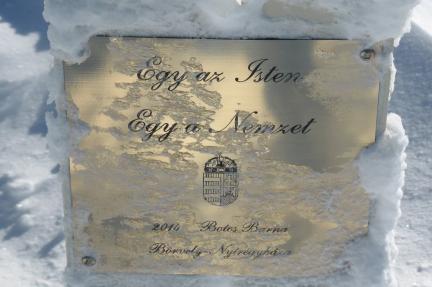 Egy az Isten
Egy a Nemzet
2014 Botos Barna
Börvely-Nyíregyháza